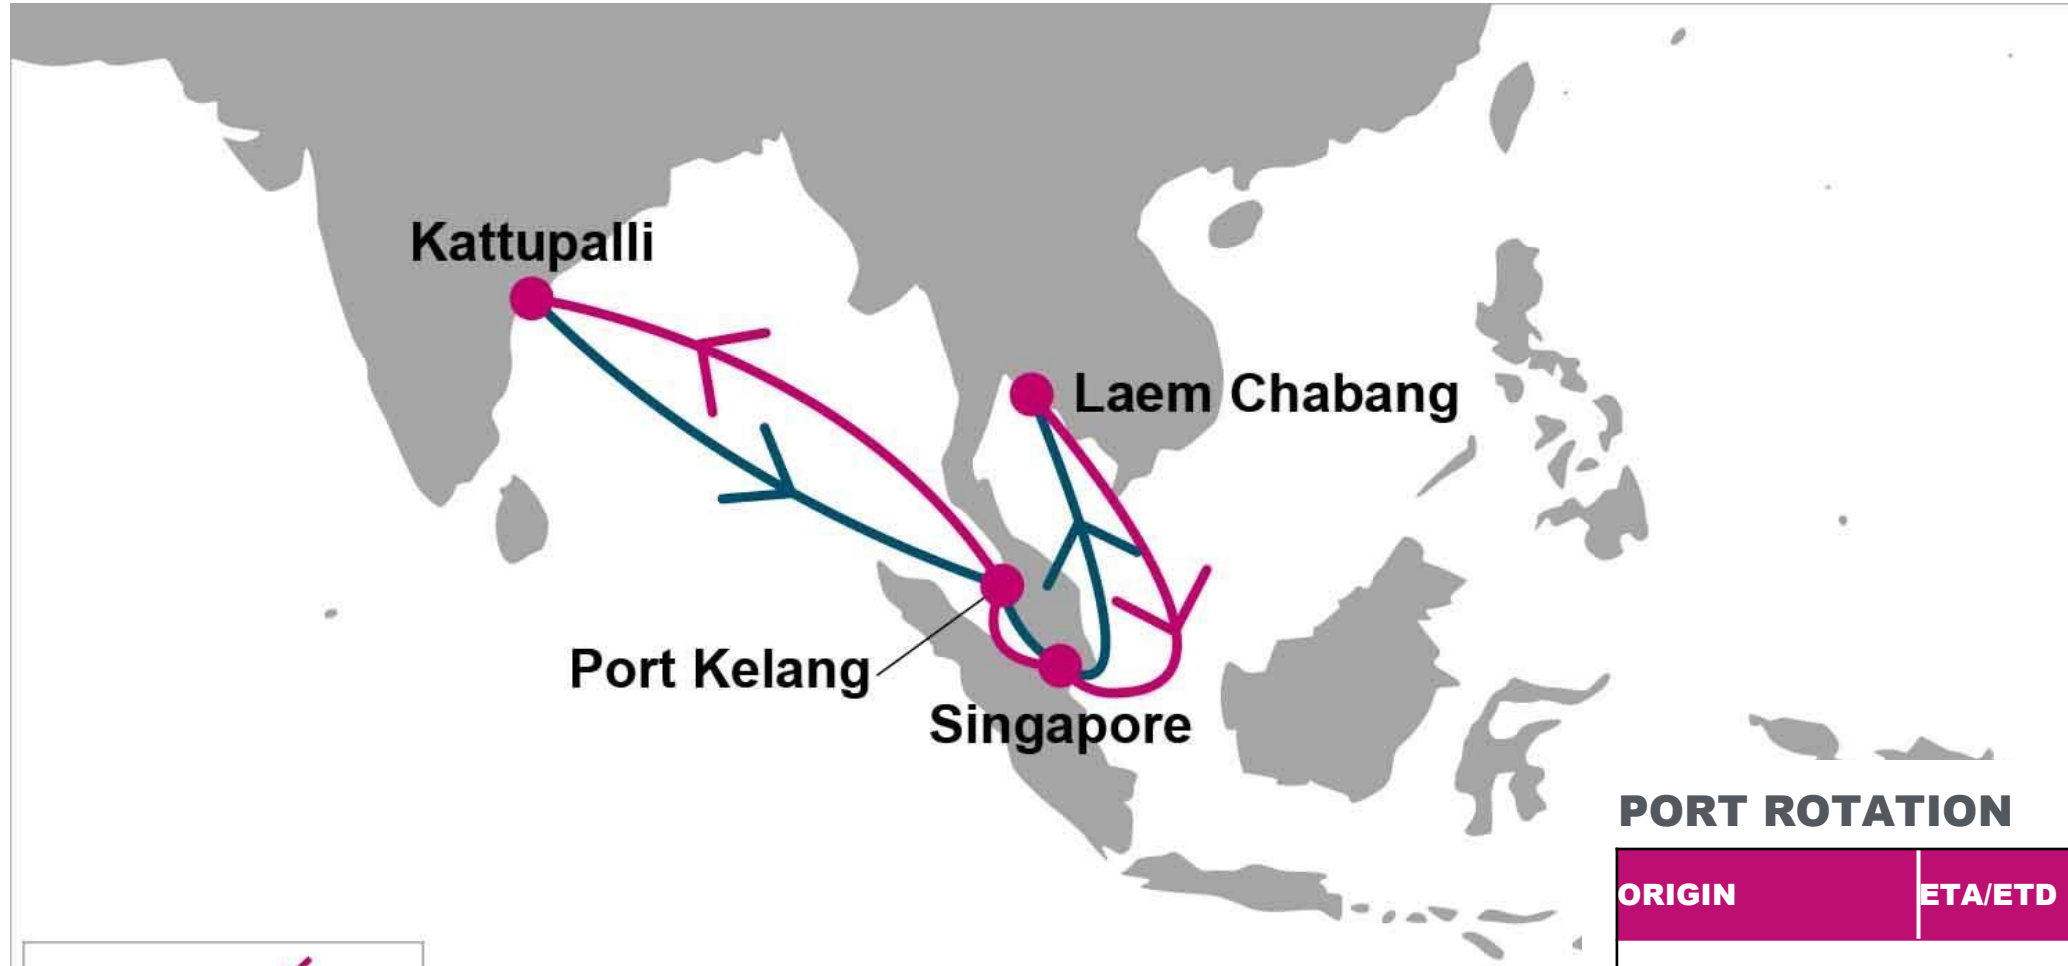 Kattupalli
Laem Chabang
Port Kelang
Singapore
PORT ROTATION
ORIGIN
ETA/ETD